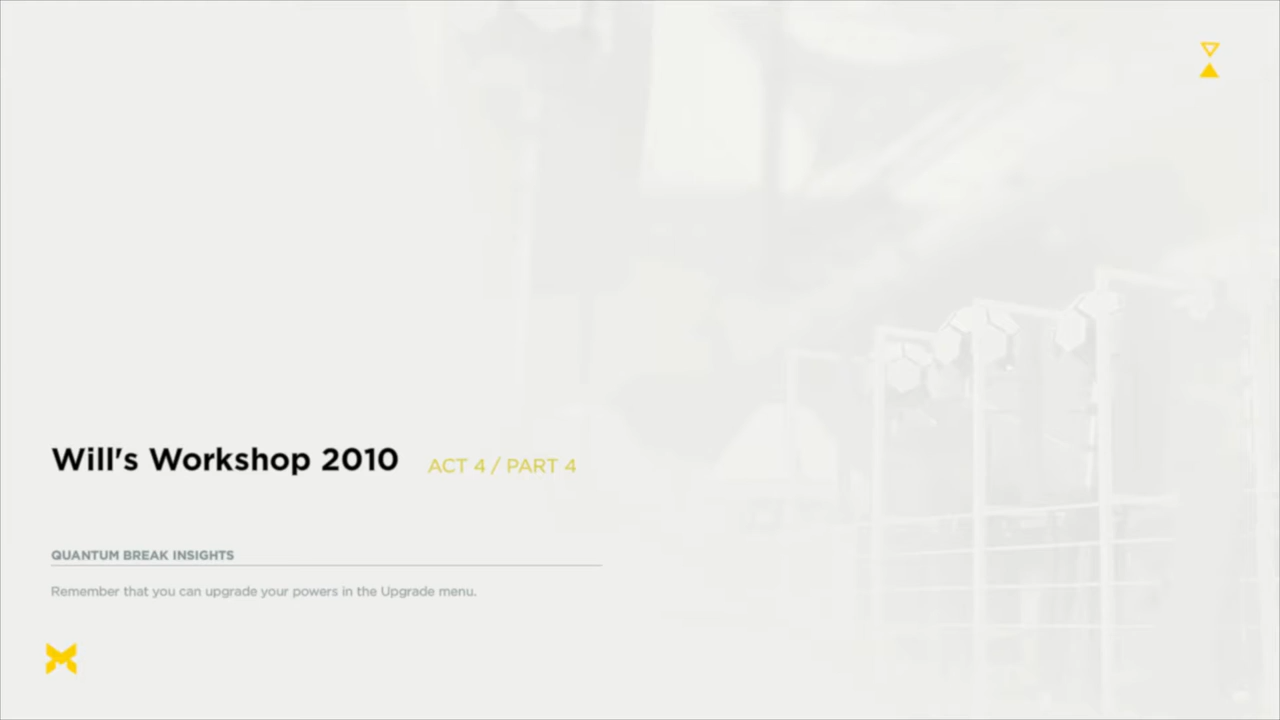 Will's Workshop 2010 ACT 4 / PART 4
QUANTUM BREAK INSIGHTS
Remember that you can upgrade your powers in the Upgrade menu.